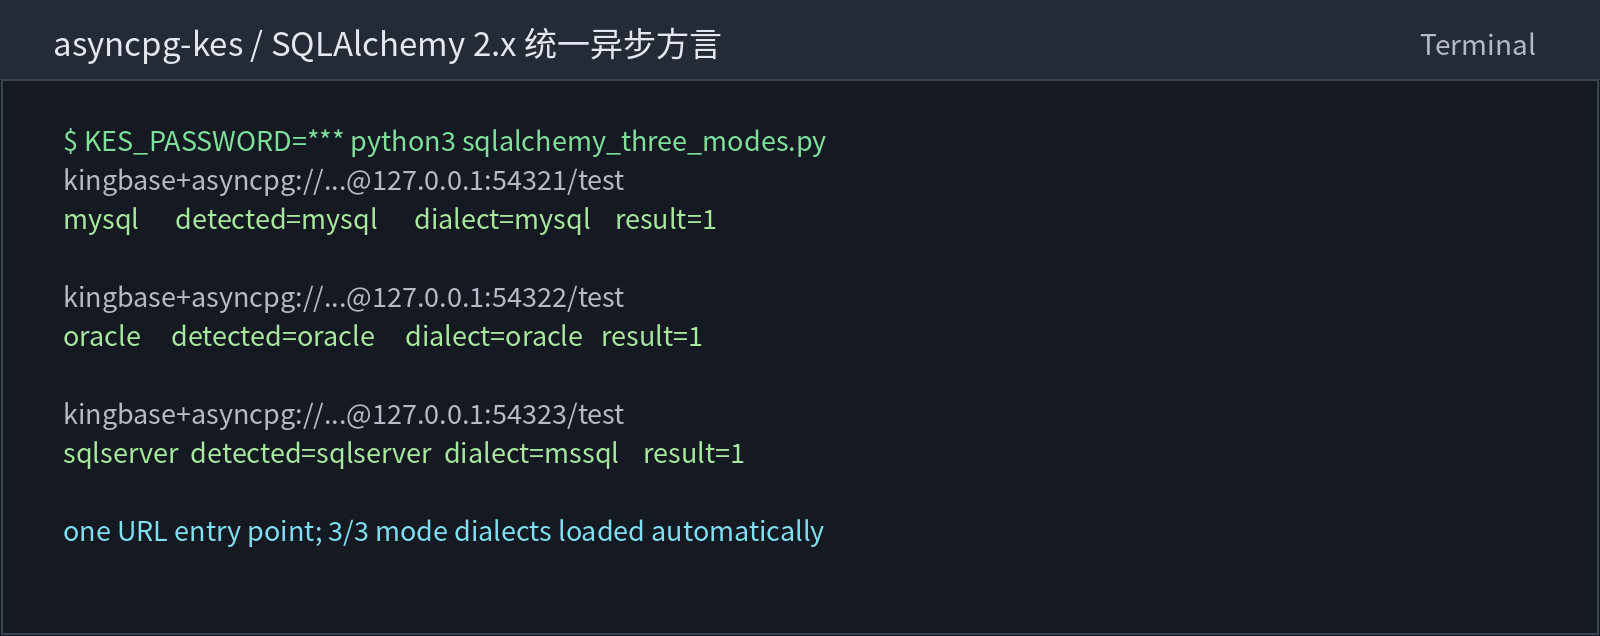 asyncpg-kes / SQLAlchemy 2.x 统一异步方言
Terminal
$ KES_PASSWORD=*** python3 sqlalchemy_three_modes.py
kingbase+asyncpg://...@127.0.0.1:54321/test
mysql detected=mysql dialect=mysql result=1
kingbase+asyncpg://...@127.0.0.1:54322/test
oracle detected=oracle dialect=oracle result=1
kingbase+asyncpg://...@127.0.0.1:54323/test
sqlserver detected=sqlserver dialect=mssql result=1
one URL entry point; 3/3 mode dialects loaded automatically